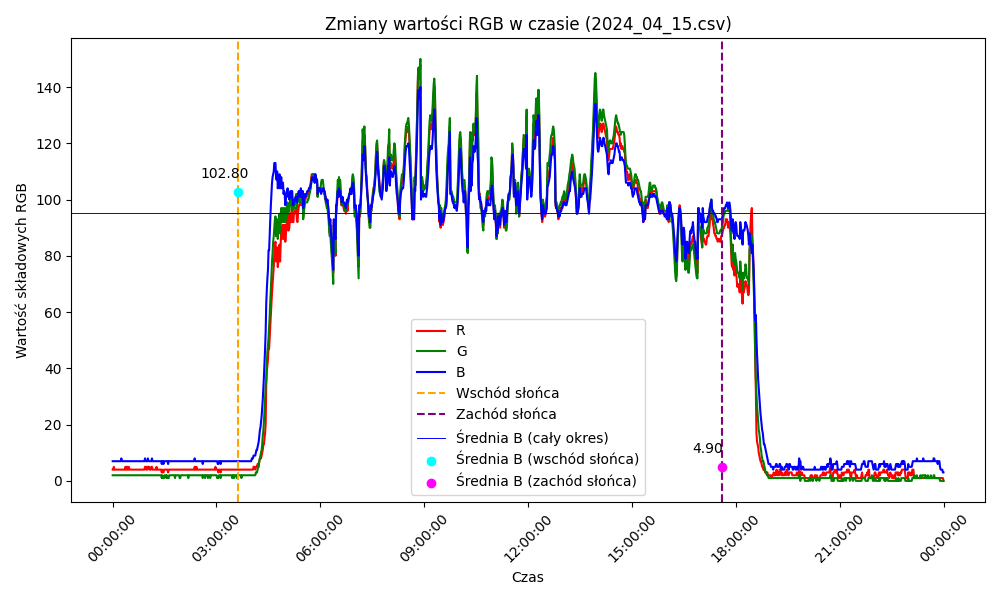 Zmiany wartości RGB w czasie (2024_04_15.csv)
Wartość składowych RGB
140
120
100
80
60
40
20
0
102.80
4.90
R
G
B
Wschód słońca
Zachód słońca
Średnia B (cały okres)
Średnia B (wschód słońca)
Średnia B (zachód słońca)
00:00:00
03:00:00
06:00:00
09:00:00
12:00:00
15:00:00
18:00:00
21:00:00
00:00:00
Czas